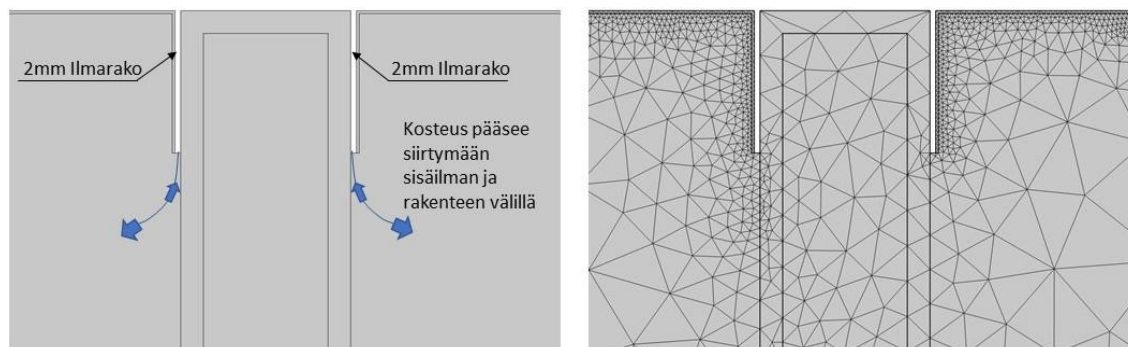 2mm Ilmarako
2mm Ilmarako
Kosteus pääsee
siirtymään
sisäilman ja
rakenteen välillä